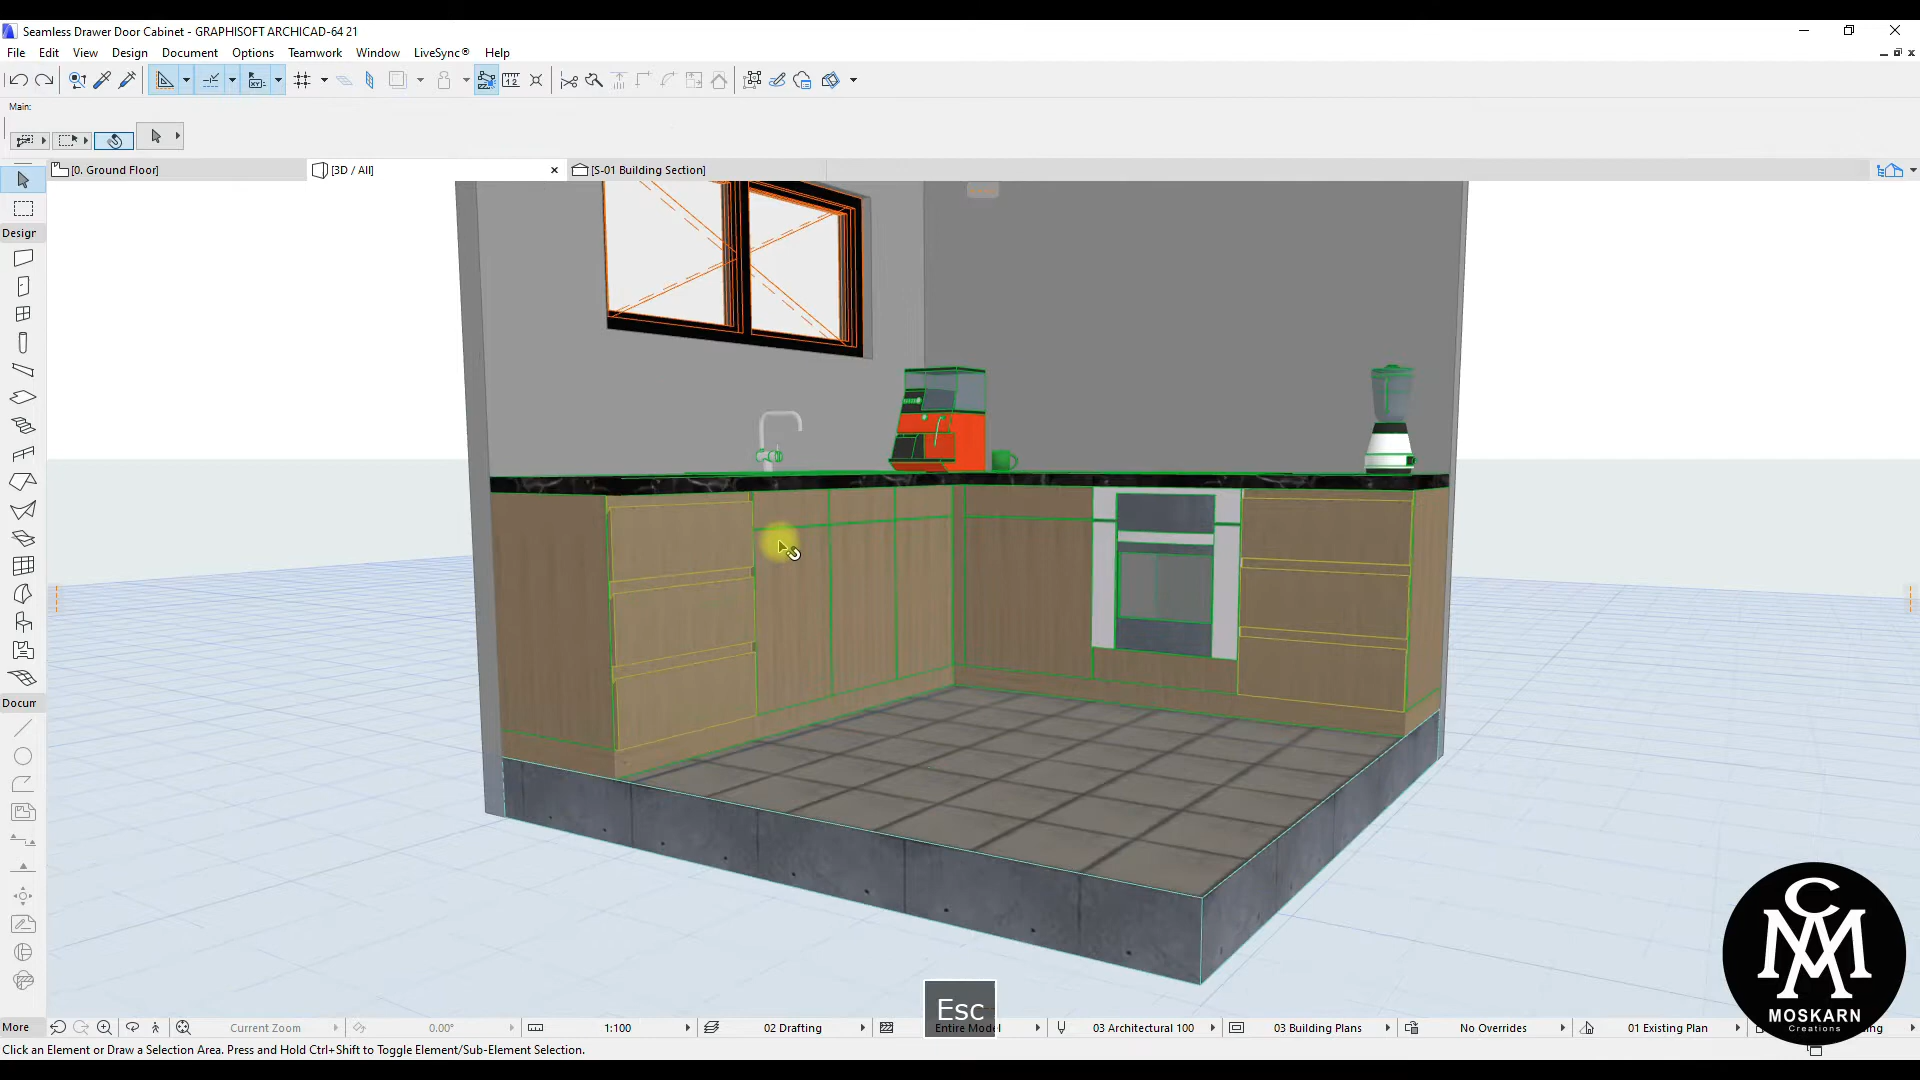 Seamless Drawer Door Cabinet - GRAPHISOFT ARCHICAD-64 21
File Edit View Design Document Options Teamwork Window LiveSync® Help
Main:
[0. Ground Floor] [3D / All] [S-01 Building Section]
Design
Docum
Esc
More Current Zoom 0.00° 1:100 02 Drafting Entire Model 03 Architectural 100 03 Building Plans No Overrides 01 Existing Plan
Click an Element or Draw a Selection Area. Press and Hold Ctrl+Shift to Toggle Element/Sub-Element Selection.
CMA
MOSKARN
Creations